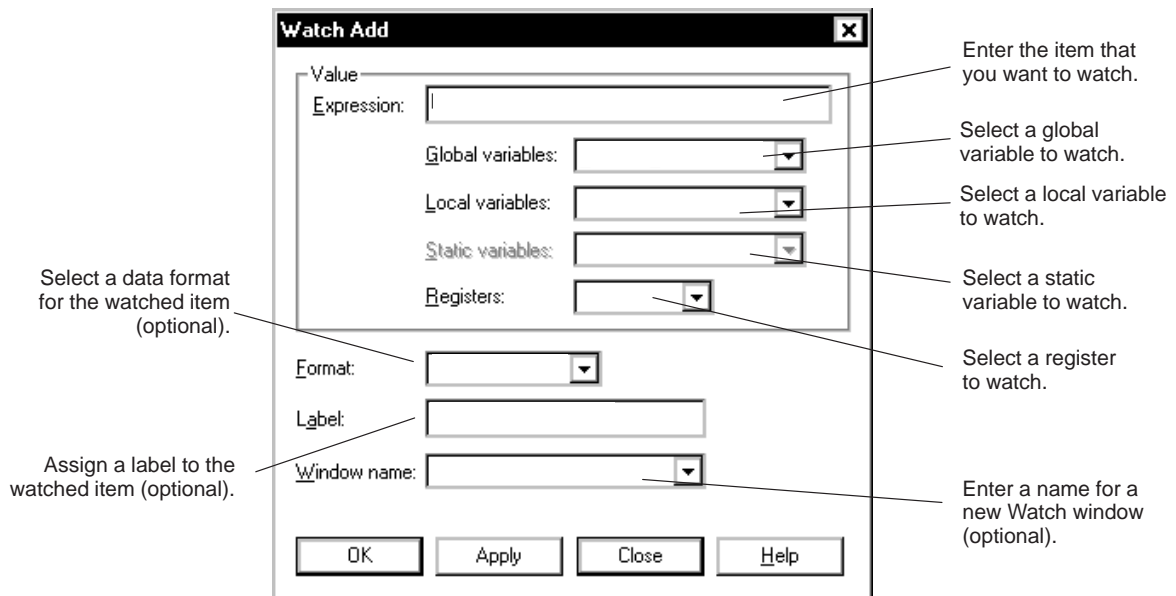 Watch Add
Value
Expression:
Global variables:
Local variables:
Static variables:
Registers:
Format:
Label:
Window name:
OK
Apply
Close
Help
Select a data format
for the watched item
(optional).
Assign a label to the
watched item (optional).
Enter the item that
you want to watch.
Select a global
variable to watch.
Select a local variable
to watch.
Select a static
variable to watch.
Select a register
to watch.
Enter a name for a
new Watch window
(optional).